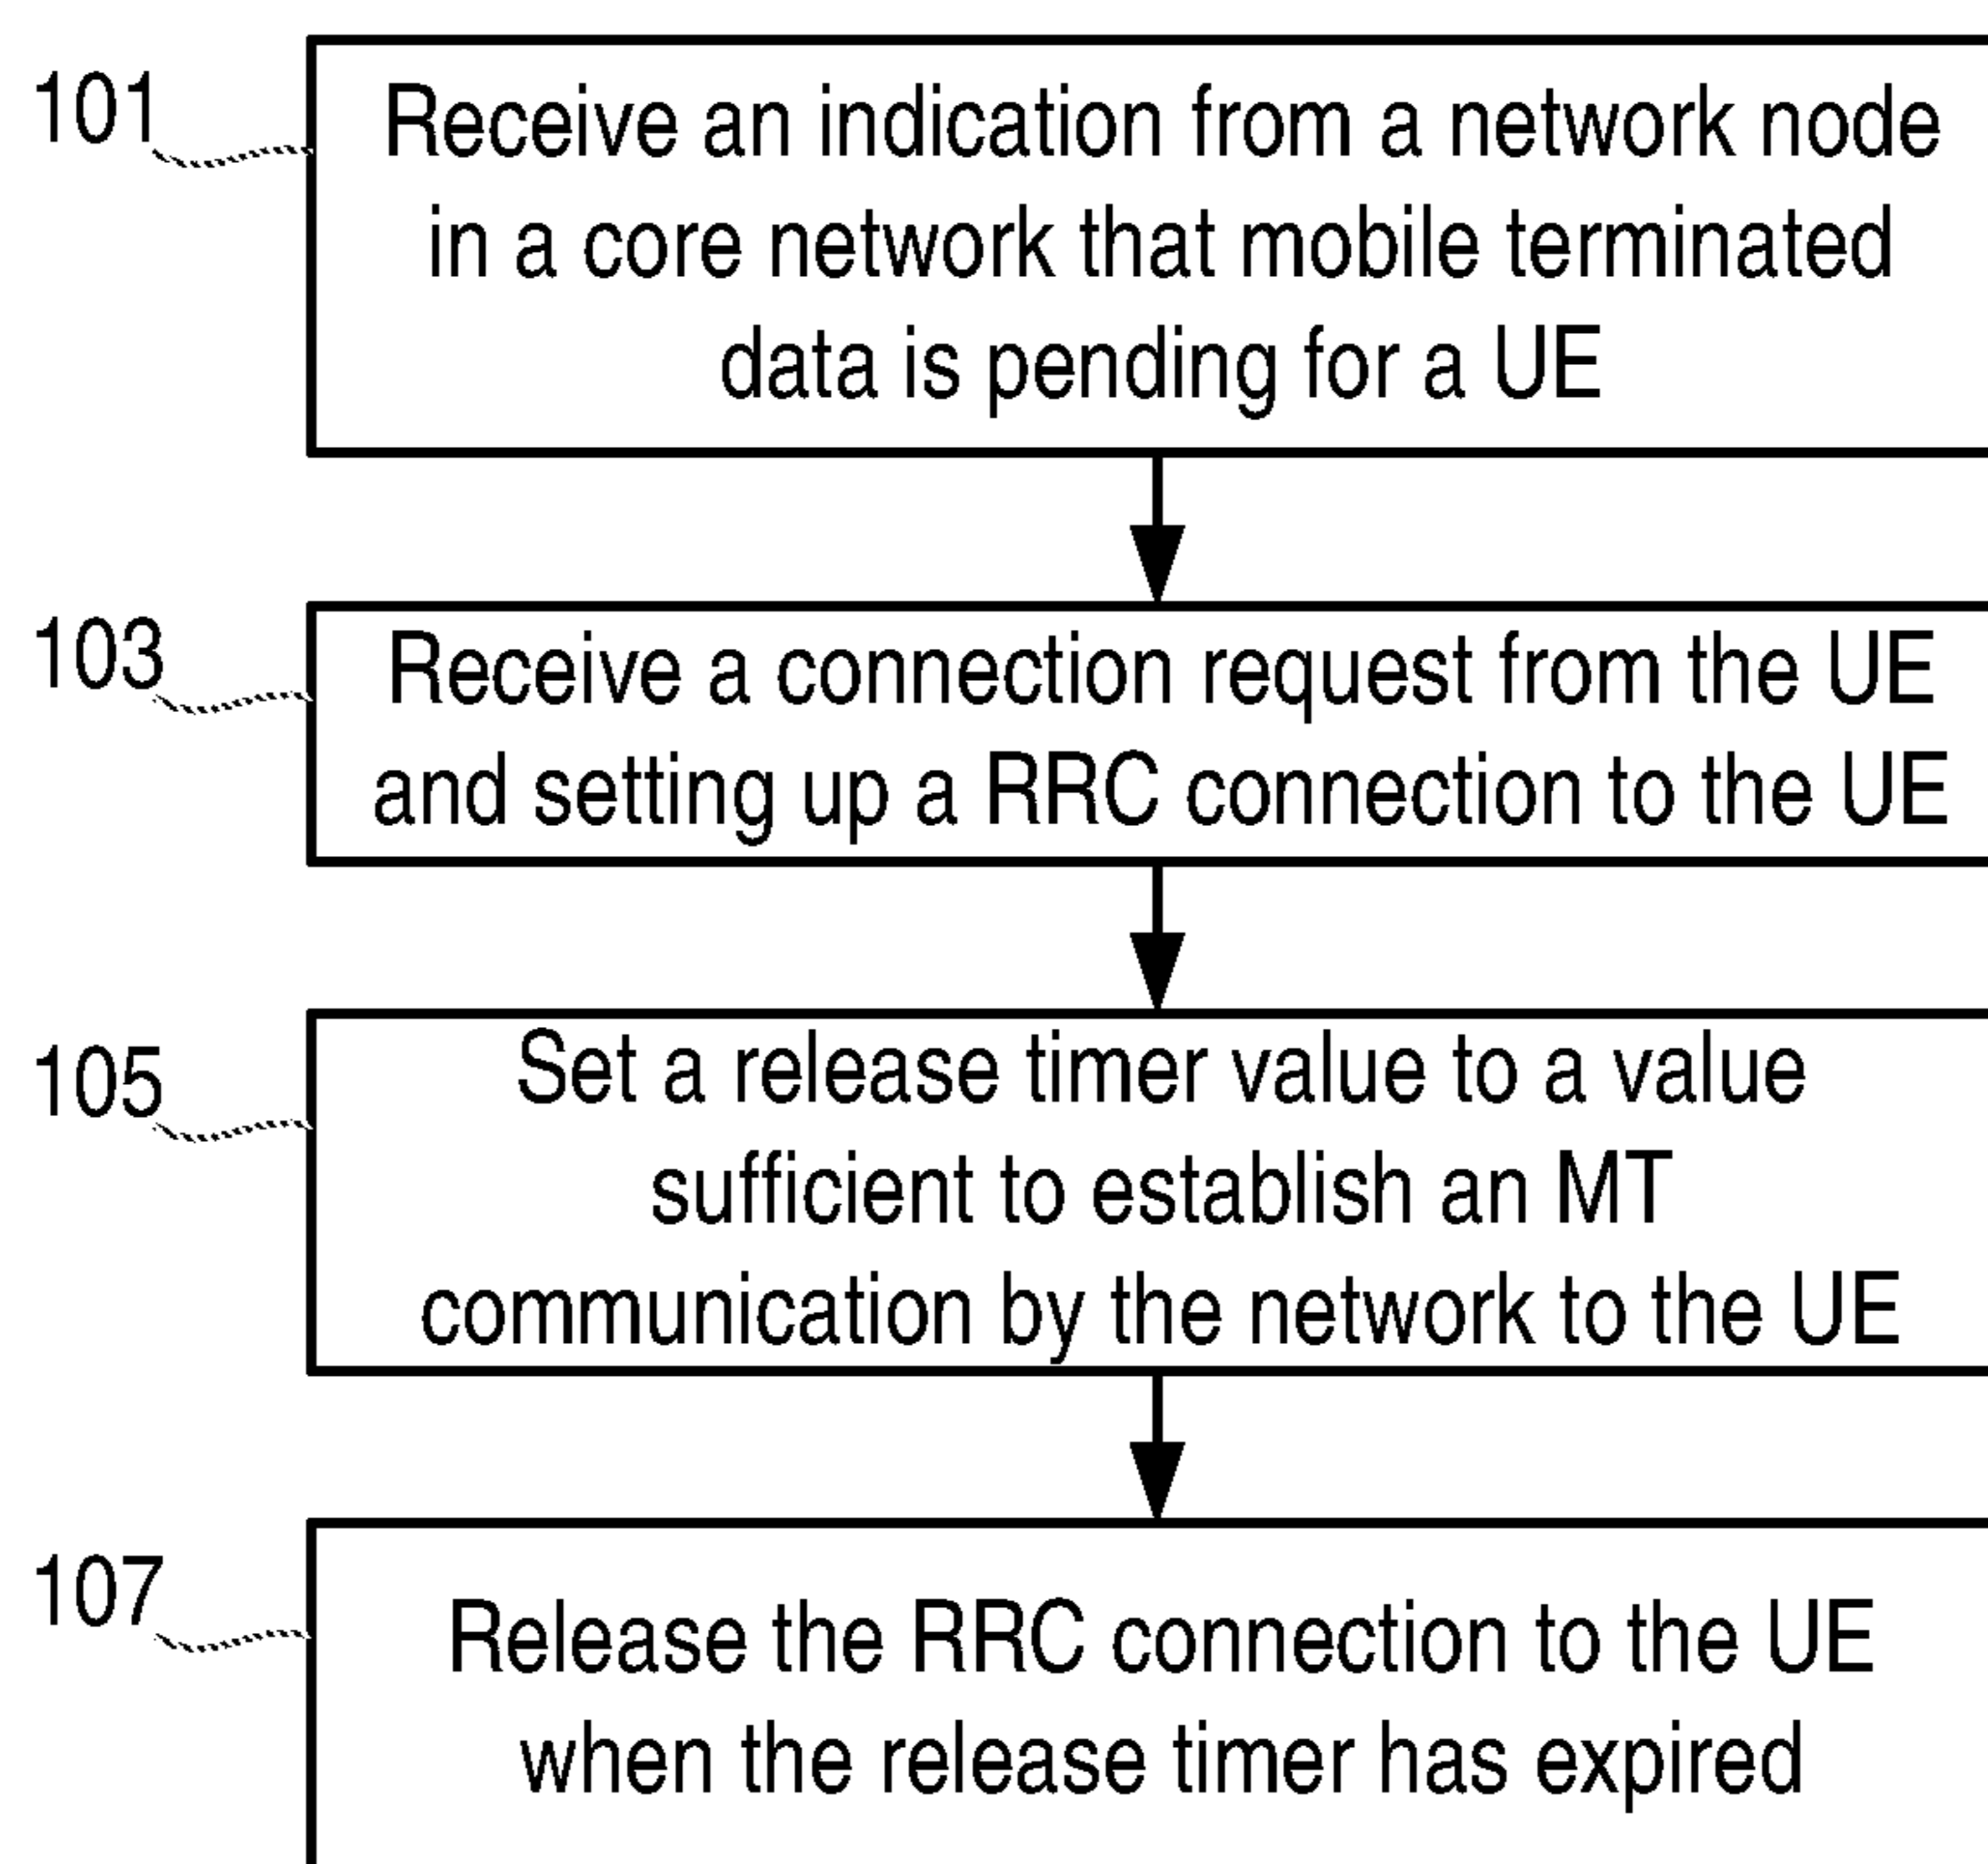 101
Receive an indication from a network node
in a core network that mobile terminated
data is pending for a UE
103
Receive a connection request from the UE
and setting up a RRC connection to the UE
105
Set a release timer value to a value
sufficient to establish an MT
communication by the network to the UE
107
Release the RRC connection to the UE
when the release timer has expired